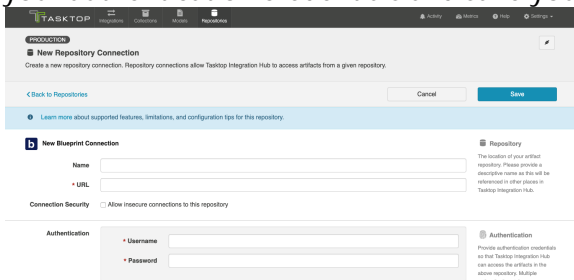 TASKTOP
Integrations
Collections
Models
Repositories
Activity
Metrics
Help
Settings
PRODUCTION
New Repository Connection
Create a new repository connection. Repository connections allow Tasktop Integration Hub to access artifacts from a given repository.
Back to Repositories
Cancel
Save
Learn more about supported features, limitations, and configuration tips for this repository.
b New Blueprint Connection
Name
* URL
Connection Security
Allow insecure connections to this repository
Repository
The location of your artifact
repository. Please provide a
descriptive name as this will be
referenced in other places in
Tasktop Integration Hub.
Authentication
* Username
* Password
Authentication
Provide authentication credentials
so that Tasktop Integration Hub
can access the artifacts in the
above repository. Multiple